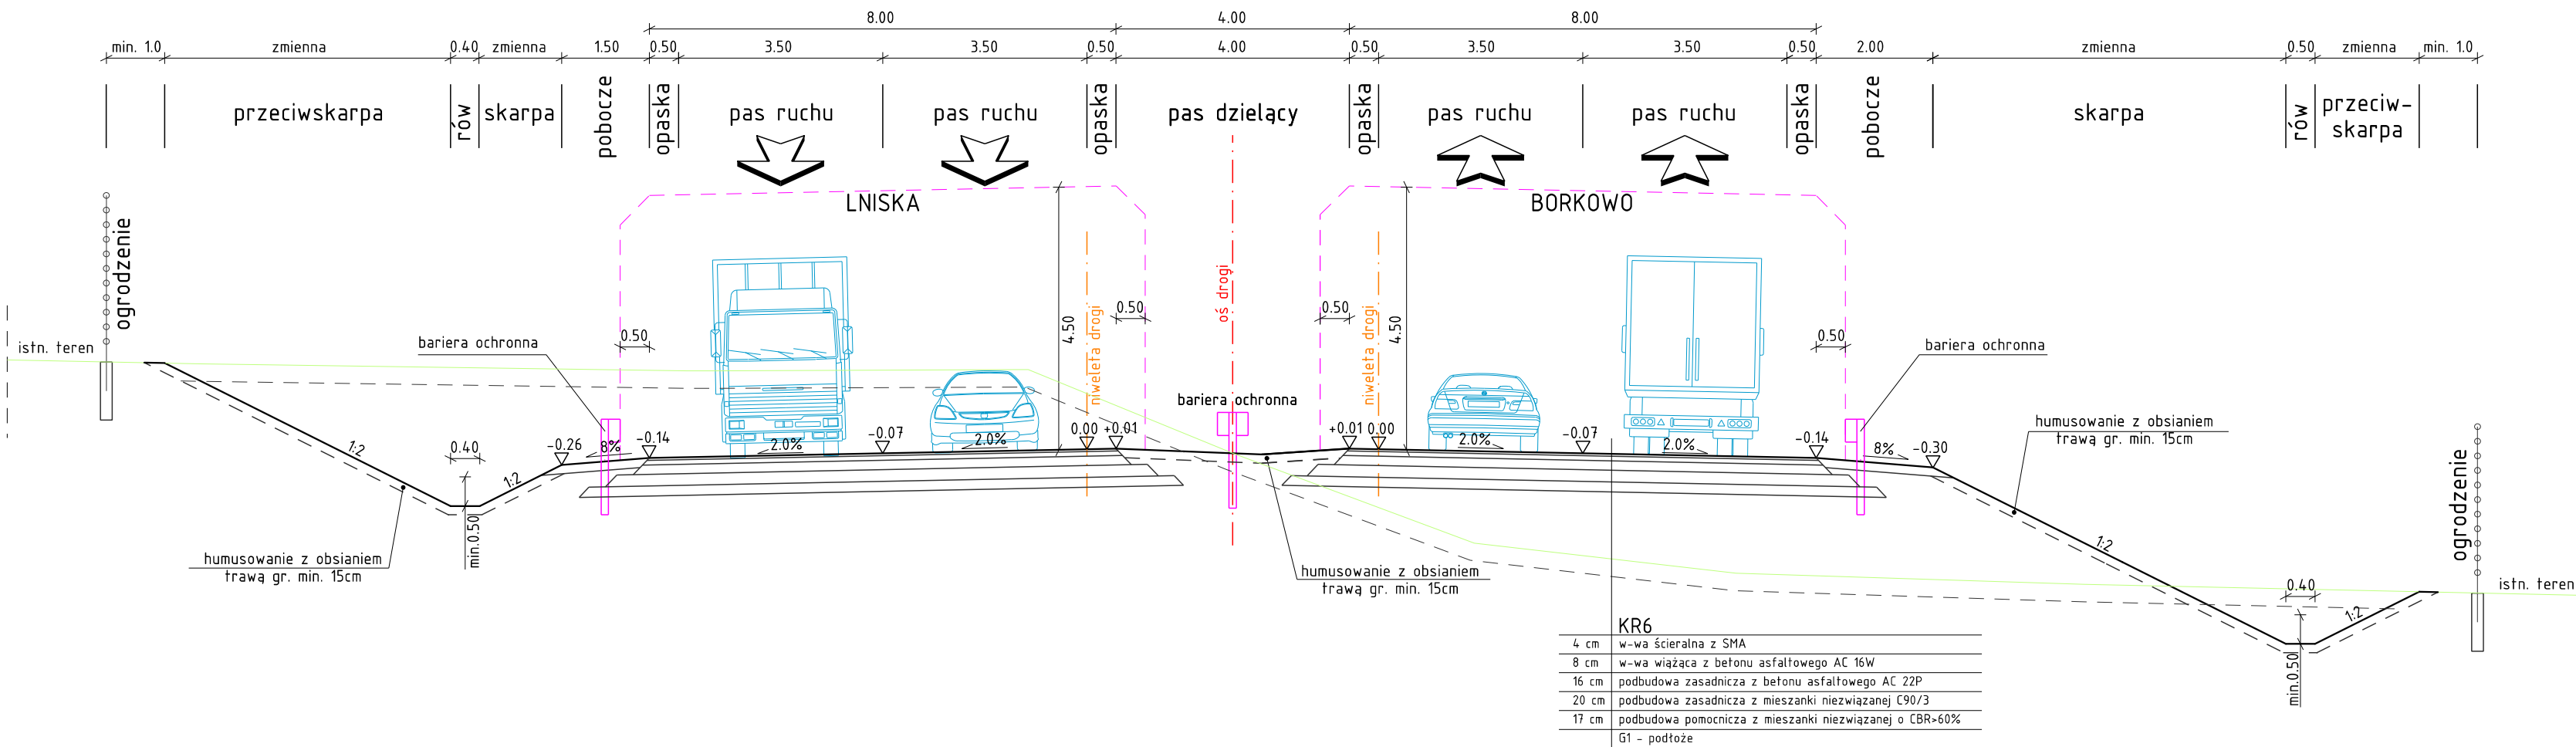 8.00 4.00 8.00
min. 1.0 zmienna 0.40 zmienna 1.50 0.50 3.50 3.50 0.50 4.00 0.50 3.50 3.50 0.50 2.00 zmienna 0.50 zmienna min. 1.0
przeciwskarpa
rów
skarpa
pobocze
opaska
pas ruchu
pas ruchu
opaska
pas dzielący
opaska
pas ruchu
pas ruchu
opaska
pobocze
skarpa
rów
przeciw-
skarpa
LNISKA
BORKOWO
ogrodzenie
istn. teren
bariera ochronna
0.50
4.50
niweleta drogi
0.50
oś drogi
0.50
niweleta drogi
4.50
0.50
bariera ochronna
bariera ochronna
1:2
0.40
min.0.50
1:2
-0.26
8%
-0.14
2.0%
-0.07
2.0%
0.00
+0.01
+0.01
0.00
2.0%
-0.07
2.0%
-0.14
8%
-0.30
humusowanie z obsianiem
trawą gr. min. 15cm
1:2
ogrodzenie
istn. teren
0.40
1:2
min.0.50
humusowanie z obsianiem
trawą gr. min. 15cm
humusowanie z obsianiem
trawą gr. min. 15cm
KR6
4 cm w-wa ścieralna z SMA
8 cm w-wa wiążąca z betonu asfaltowego AC 16W
16 cm podbudowa zasadnicza z betonu asfaltowego AC 22P
20 cm podbudowa zasadnicza z mieszanki niezwiązanej C90/3
17 cm podbudowa pomocnicza z mieszanki niezwiązanej o CBR>60%
G1 - podłoże